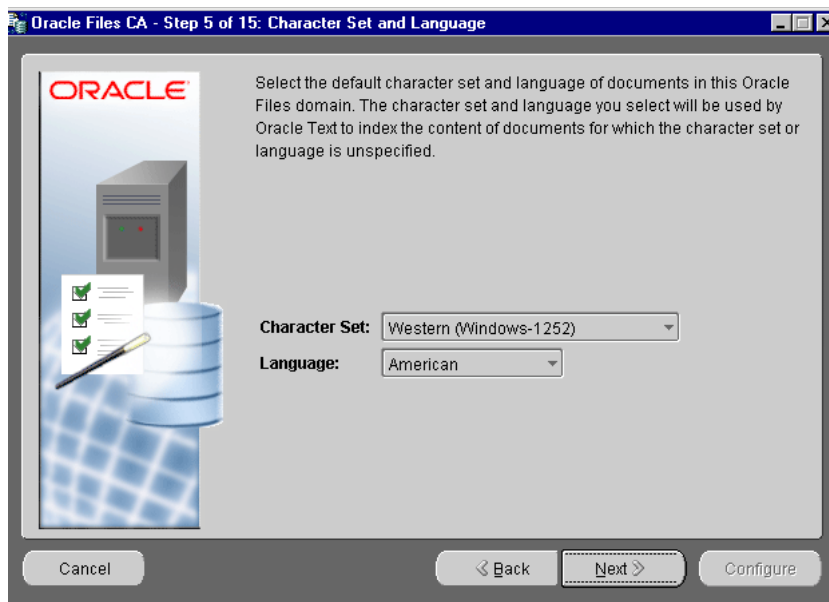 Oracle Files CA - Step 5 of 15: Character Set and Language
ORACLE
Select the default character set and language of documents in this Oracle
Files domain. The character set and language you select will be used by
Oracle Text to index the content of documents for which the character set or
language is unspecified.
Character Set: Western (Windows-1252)
Language: American
Cancel Back Next Configure